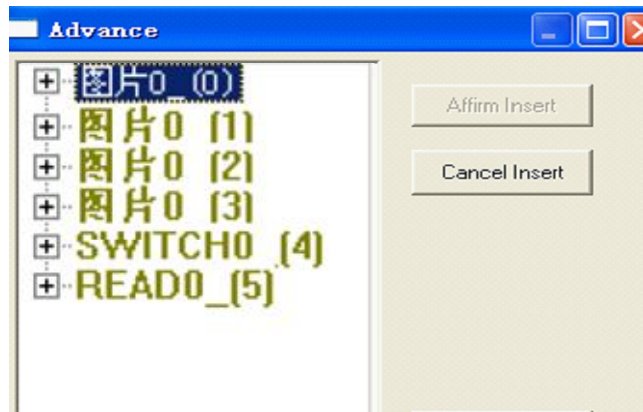 Advance
图片0_(0)
Affirm Insert
图片0_(1)
Cancel Insert
图片0_(2)
图片0_(3)
SWITCH0_(4)
READ0_(5)